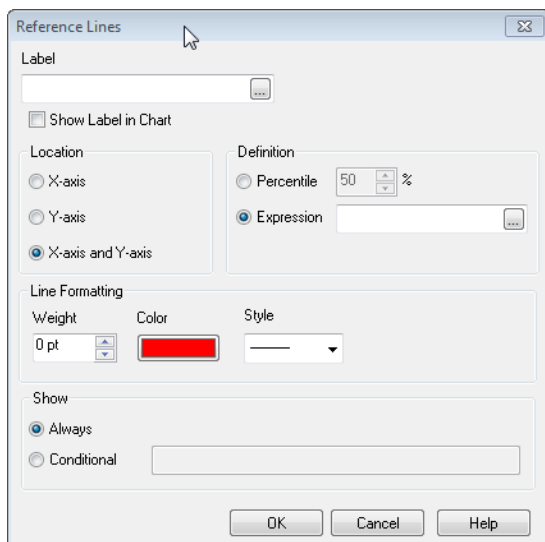 Reference Lines
Label
...
Show Label in Chart
Location
X-axis
Y-axis
X-axis and Y-axis
Definition
Percentile 50 %
Expression ...
Line Formatting
Weight Color Style
0 pt
Show
Always
Conditional
OK Cancel Help